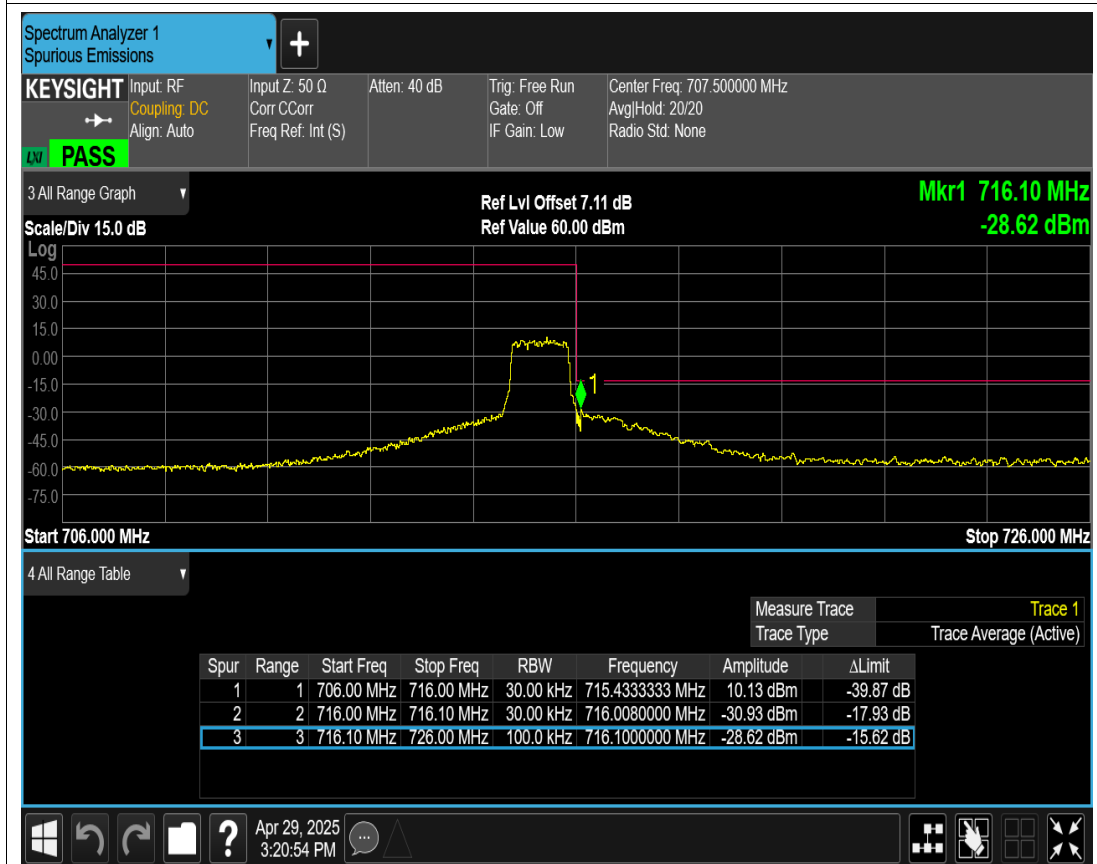 Spectrum Analyzer 1
Spurious Emissions
+
KEYSIGHT Input: RF Input Z: 50 Ω Atten: 40 dB Trig: Free Run Center Freq: 707.500000 MHz
Coupling: DC Corr CCorr Gate: Off Avg|Hold: 20/20
Align: Auto Freq Ref: Int (S) IF Gain: Low Radio Std: None
LXI PASS
3 All Range Graph
Ref Lvl Offset 7.11 dB Mkr1 716.10 MHz
Scale/Div 15.0 dB Ref Value 60.00 dBm -28.62 dBm
Log
45.0
30.0
15.0
0.00
-15.0
1
-30.0
-45.0
-60.0
-75.0
Start 706.000 MHz Stop 726.000 MHz
4 All Range Table
Measure Trace Trace 1
Trace Type Trace Average (Active)
Spur Range Start Freq Stop Freq RBW Frequency Amplitude ΔLimit
1 1 706.00 MHz 716.00 MHz 30.00 kHz 715.4333333 MHz 10.13 dBm -39.87 dB
2 2 716.00 MHz 716.10 MHz 30.00 kHz 716.0080000 MHz -30.93 dBm -17.93 dB
3 3 716.10 MHz 726.00 MHz 100.0 kHz 716.1000000 MHz -28.62 dBm -15.62 dB
? Apr 29, 2025
3:20:54 PM